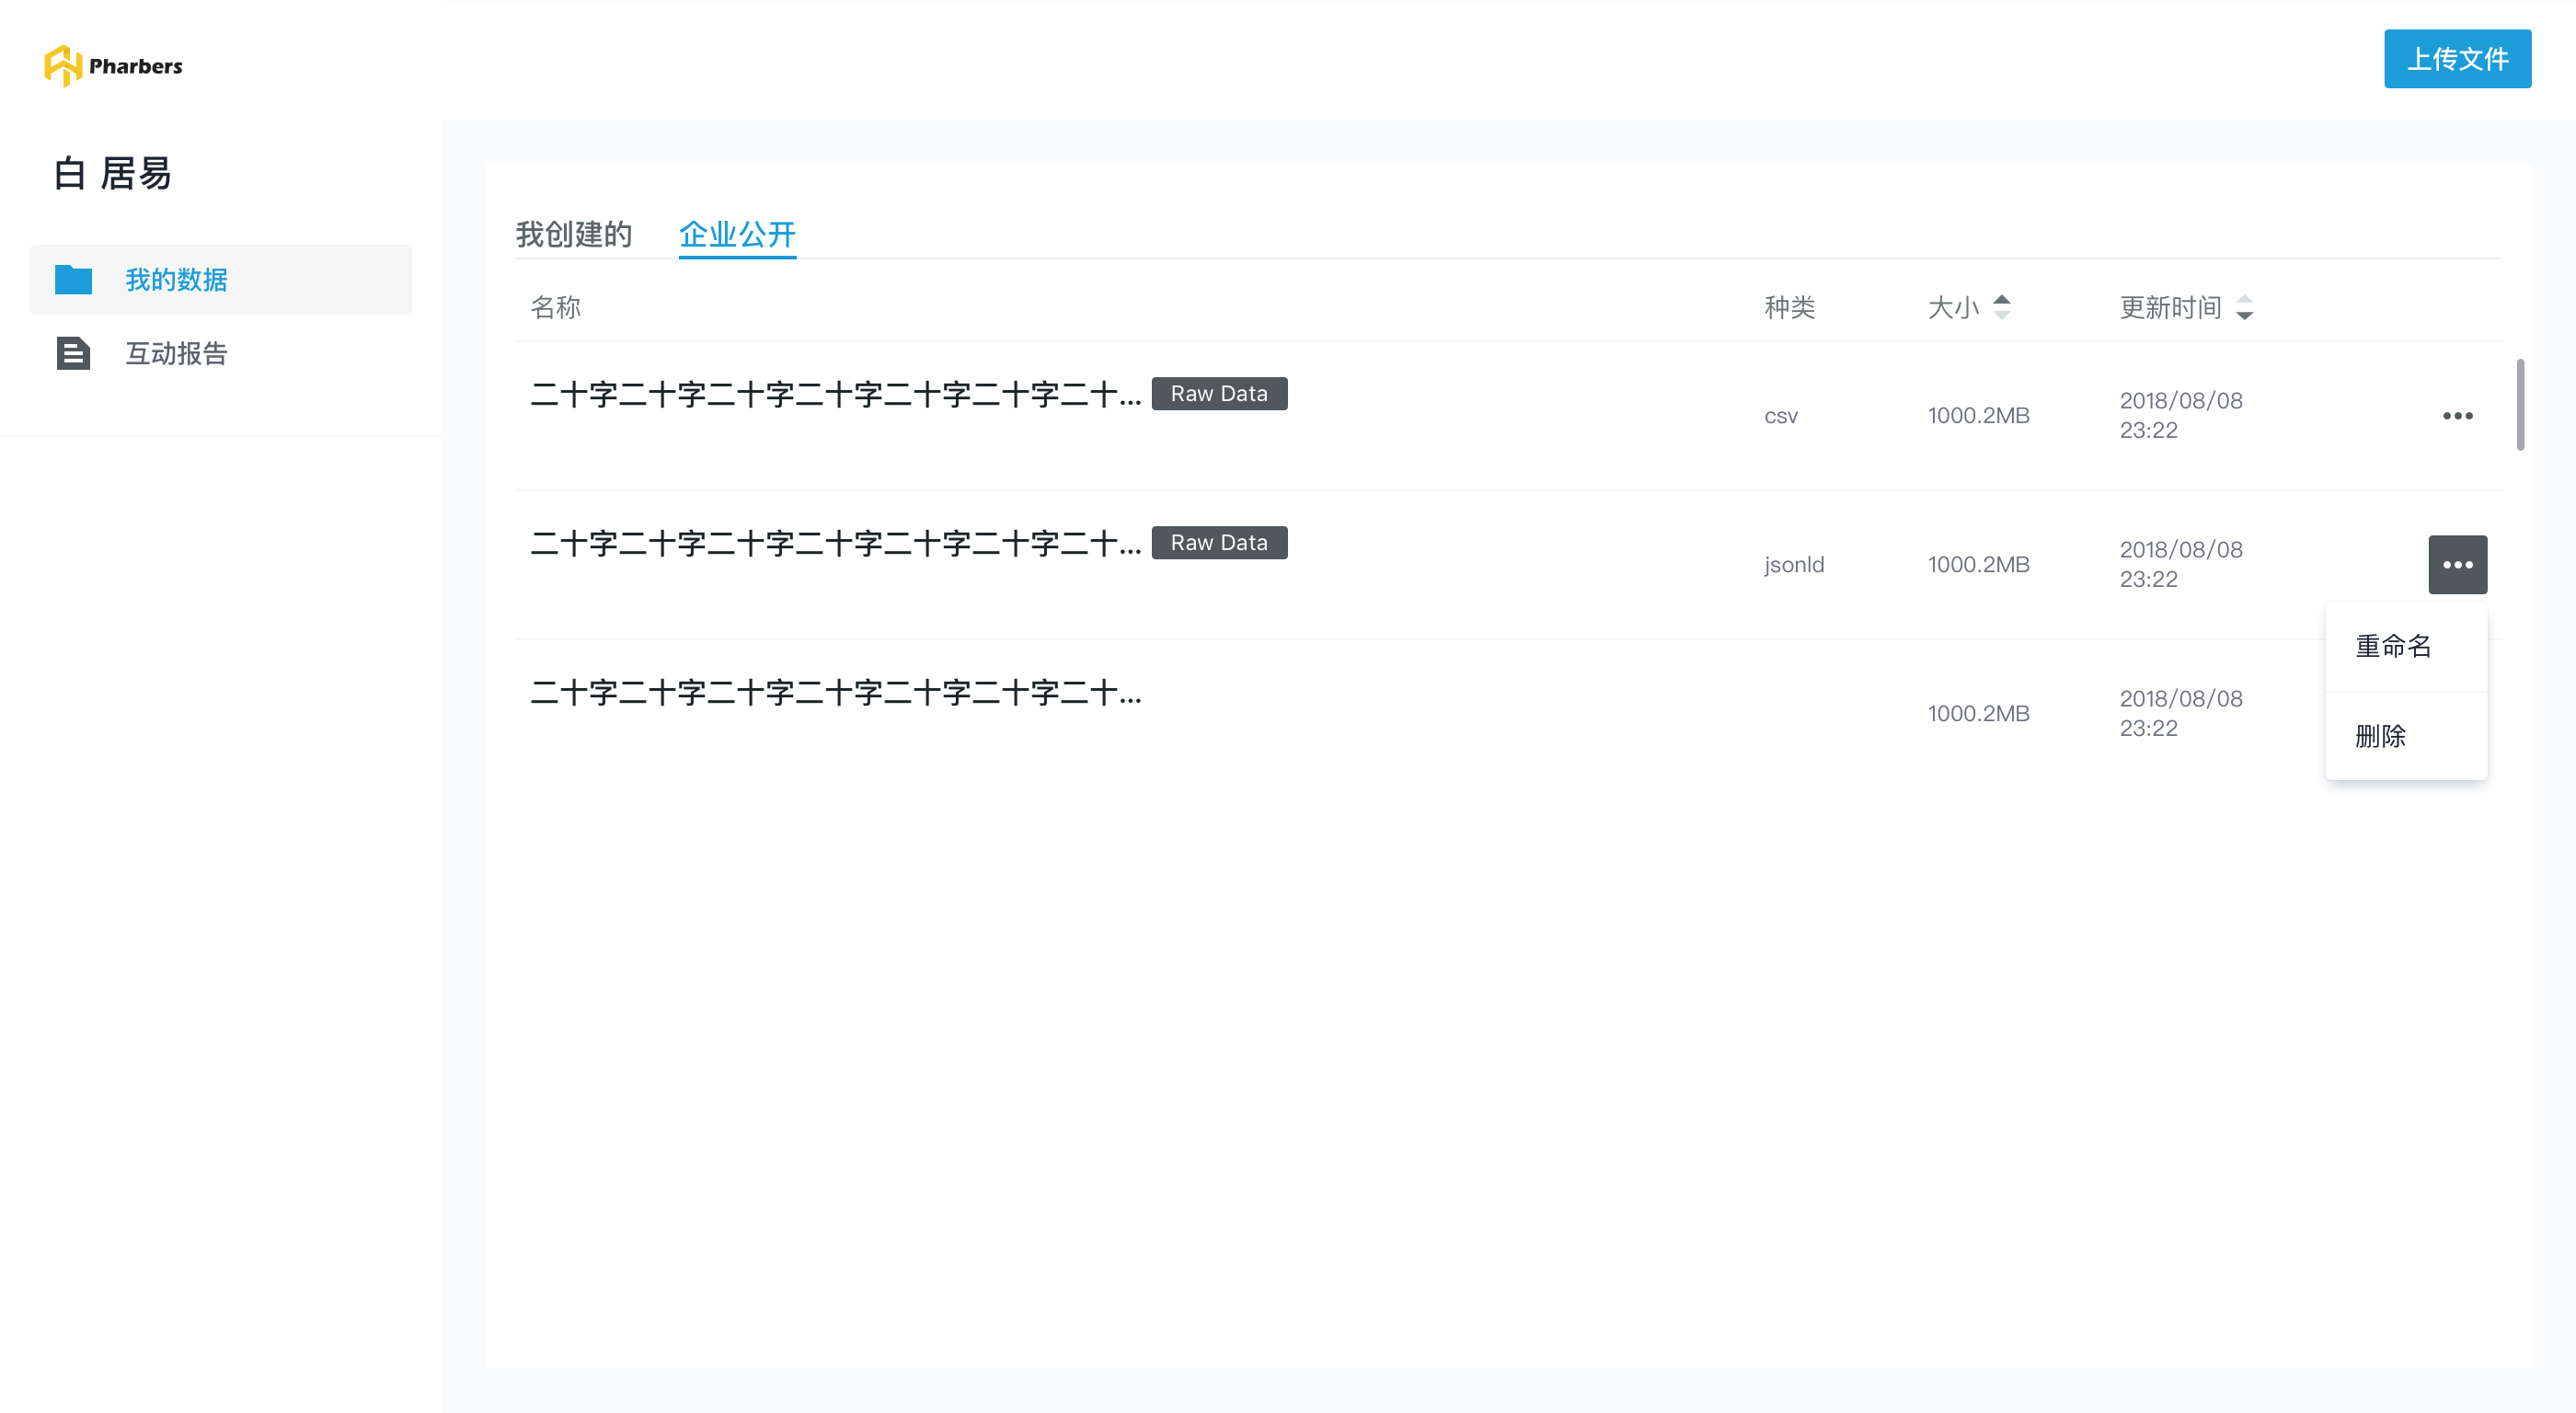 Pharbers
上传文件
白 居易
我的数据
互动报告
我创建的 企业公开
名称 种类 大小 更新时间
二十字二十字二十字二十字二十字二十字二十... Raw Data csv 1000.2MB 2018/08/08 23:22
二十字二十字二十字二十字二十字二十字二十... Raw Data jsonld 1000.2MB 2018/08/08 23:22
二十字二十字二十字二十字二十字二十字二十... 1000.2MB 2018/08/08 23:22
重命名
删除